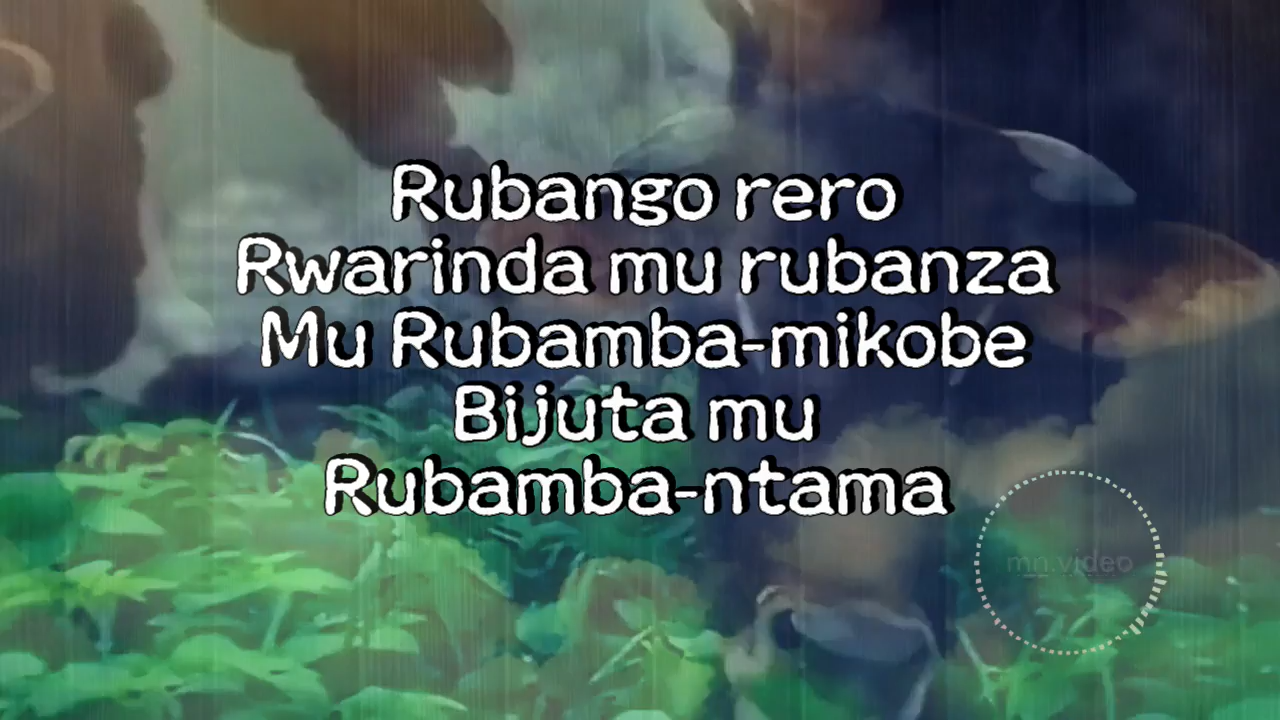 Rubango rero
Rwarinda mu rubanza
Mu Rubamba-mikobe
Bijuta mu
Rubamba-ntama
mn.video